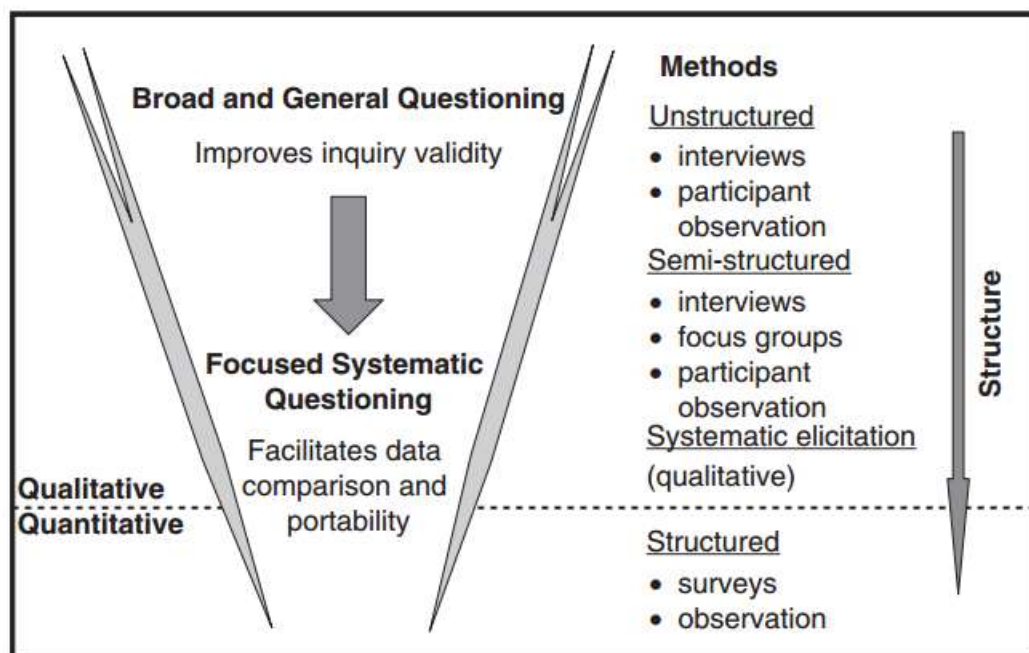 Broad and General Questioning
Improves inquiry validity
Focused Systematic
Questioning
Facilitates data
comparison and
portability
Qualitative
Quantitative
Methods
Unstructured
• interviews
• participant
observation
Semi-structured
• interviews
• focus groups
• participant
observation
Systematic elicitation
(qualitative)
Structured
• surveys
• observation
Structure